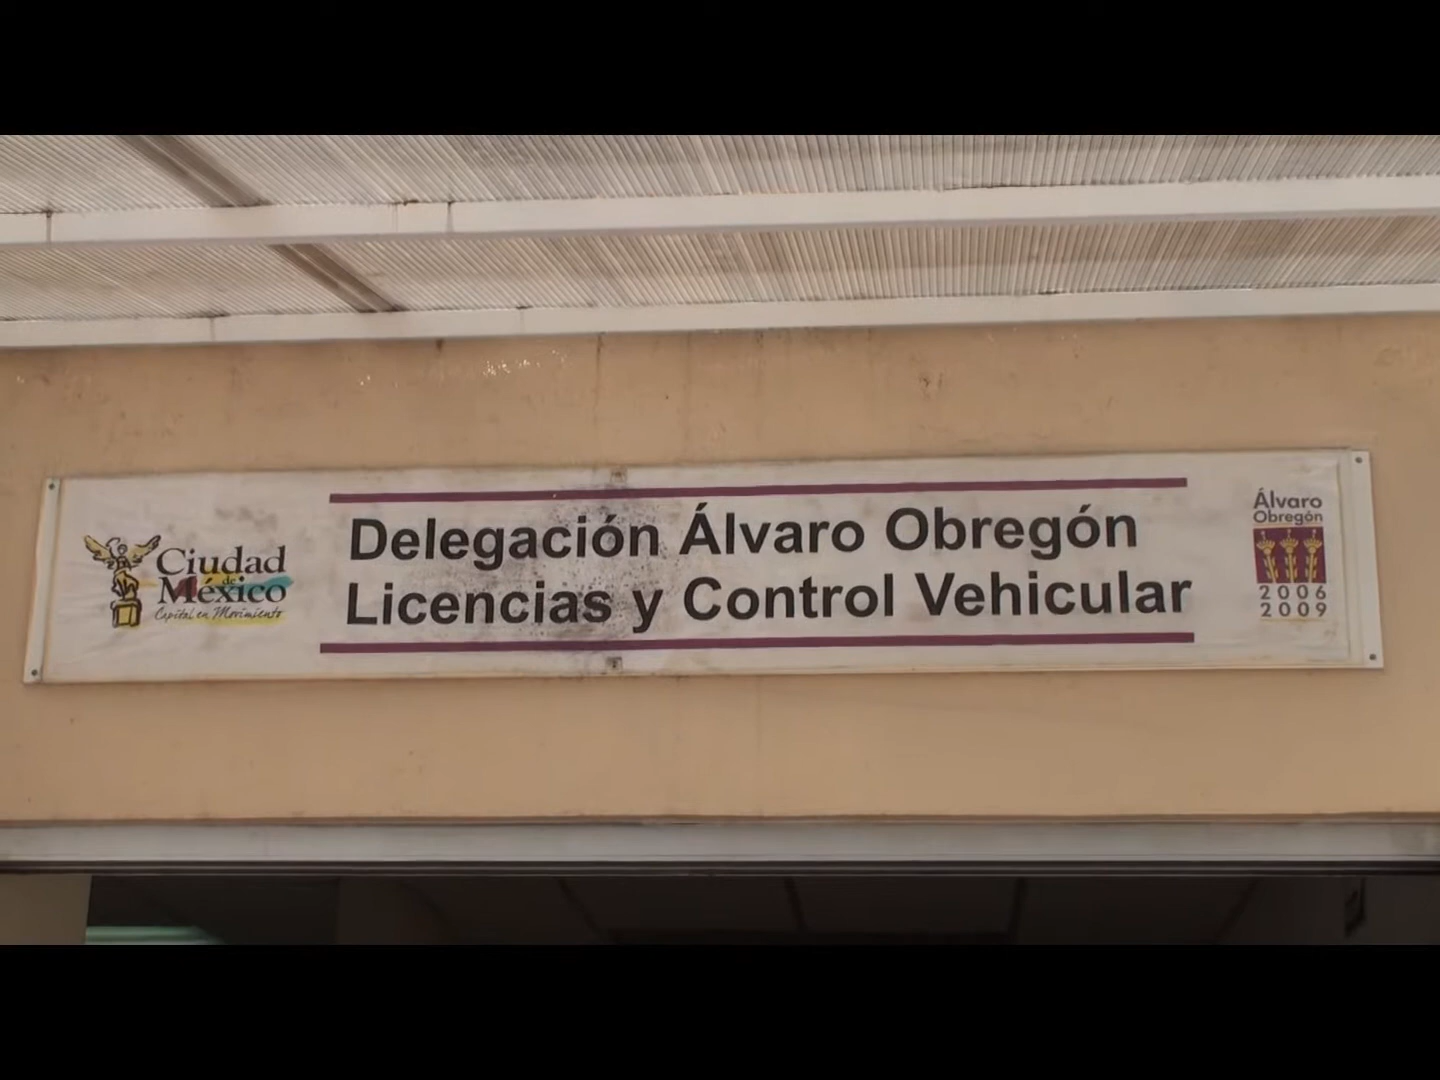 Ciudad
de
México
Capital en Movimiento
Delegación Álvaro Obregón
Licencias y Control Vehicular
Álvaro
Obregón
2006
2009